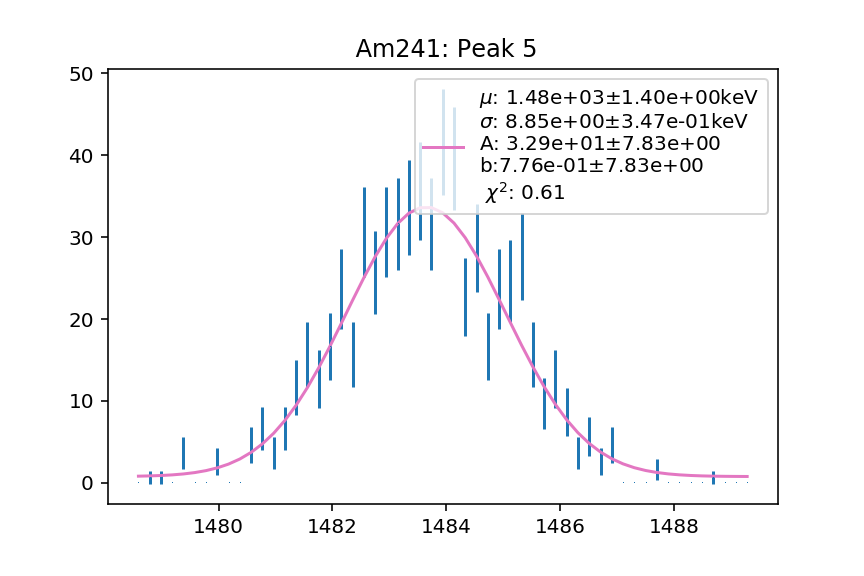 Am241: Peak 5
50
40
30
20
10
0
μ: 1.48e+03±1.40e+00keV
σ: 8.85e+00±3.47e-01keV
A: 3.29e+01±7.83e+00
b:7.76e-01±7.83e+00
χ²: 0.61
1480 1482 1484 1486 1488